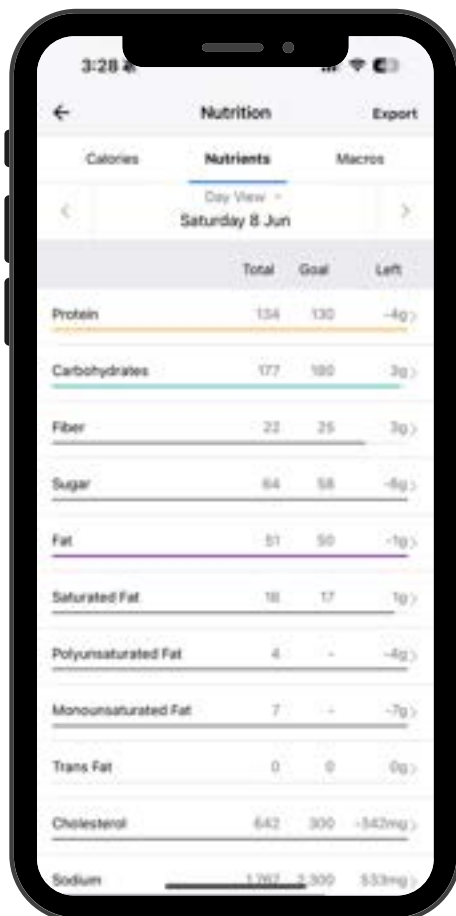 3:28
Nutrition Export
Calories Nutrients Macros
Day View
Saturday 8 Jun
Total Goal Left
Protein 134 130 -4g
Carbohydrates 177 180 3g
Fiber 22 25 3g
Sugar 64 58 -6g
Fat 51 50 -1g
Saturated Fat 16 17 1g
Polyunsaturated Fat 4 - -4g
Monounsaturated Fat 7 - -7g
Trans Fat 0 0 0g
Cholesterol 642 300 -342mg
Sodium 1,767 2,300 533mg